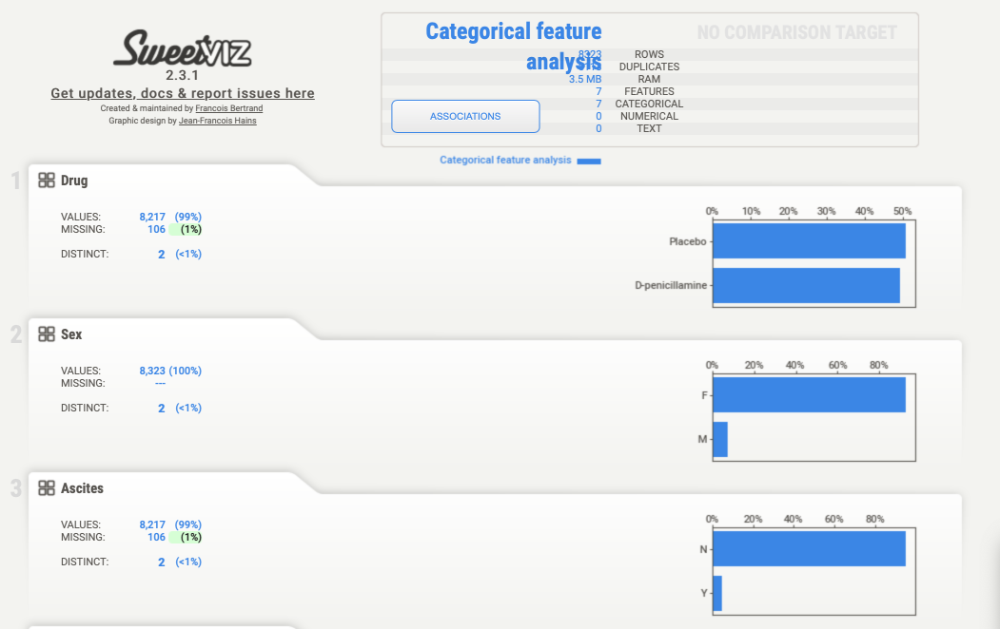 SweetVIZ
2.3.1
Get updates, docs & report issues here
Created & maintained by Francois Bertrand
Graphic design by Jean-Francois Hains
Categorical feature
analysis
NO COMPARISON TARGET
8323 ROWS
DUPLICATES
3.5 MB RAM
7 FEATURES
7 CATEGORICAL
0 NUMERICAL
0 TEXT
ASSOCIATIONS
Categorical feature analysis
1
Drug
VALUES: 8,217 (99%)
MISSING: 106 (1%)
DISTINCT: 2 (<1%)
0% 10% 20% 30% 40% 50%
Placebo
D-penicillamine
2
Sex
VALUES: 8,323 (100%)
MISSING: ---
DISTINCT: 2 (<1%)
0% 20% 40% 60% 80%
F
M
3
Ascites
VALUES: 8,217 (99%)
MISSING: 106 (1%)
DISTINCT: 2 (<1%)
0% 20% 40% 60% 80%
N
Y